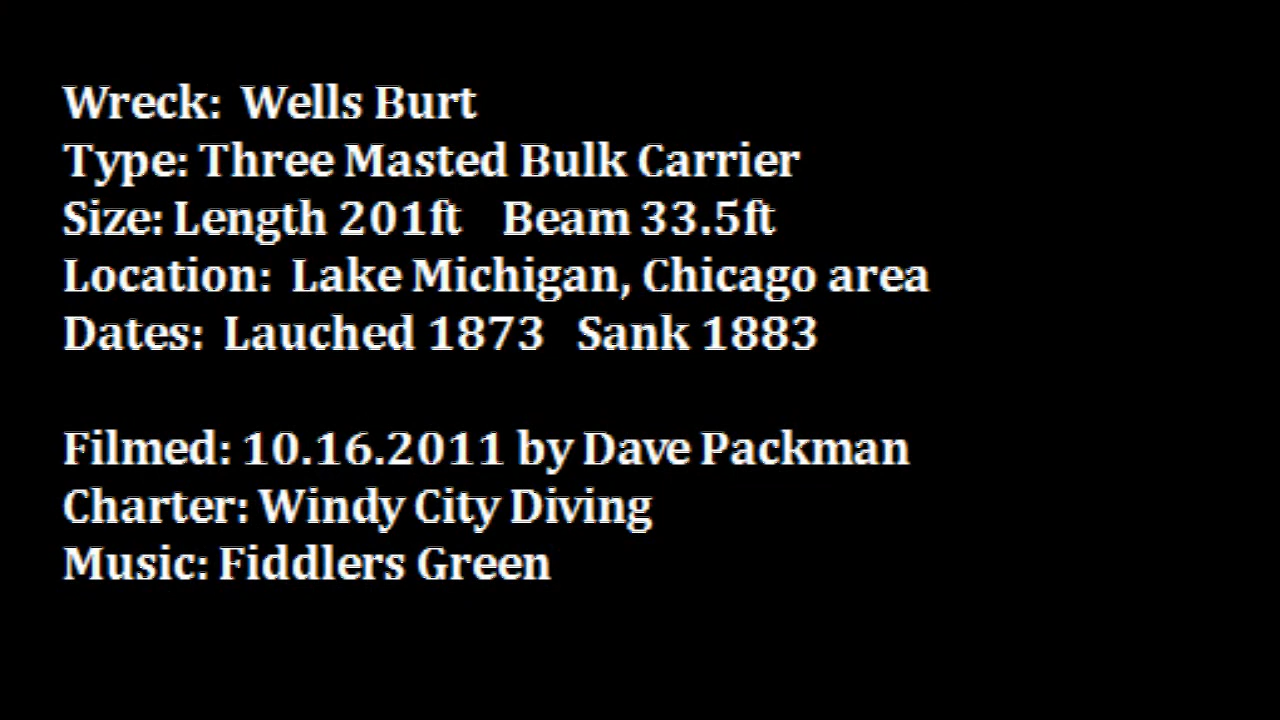 Wreck:  Wells Burt
Type: Three Masted Bulk Carrier
Size: Length 201ft    Beam 33.5ft
Location:  Lake Michigan, Chicago area
Dates:  Lauched 1873   Sank 1883
Filmed: 10.16.2011 by Dave Packman
Charter: Windy City Diving
Music: Fiddlers Green